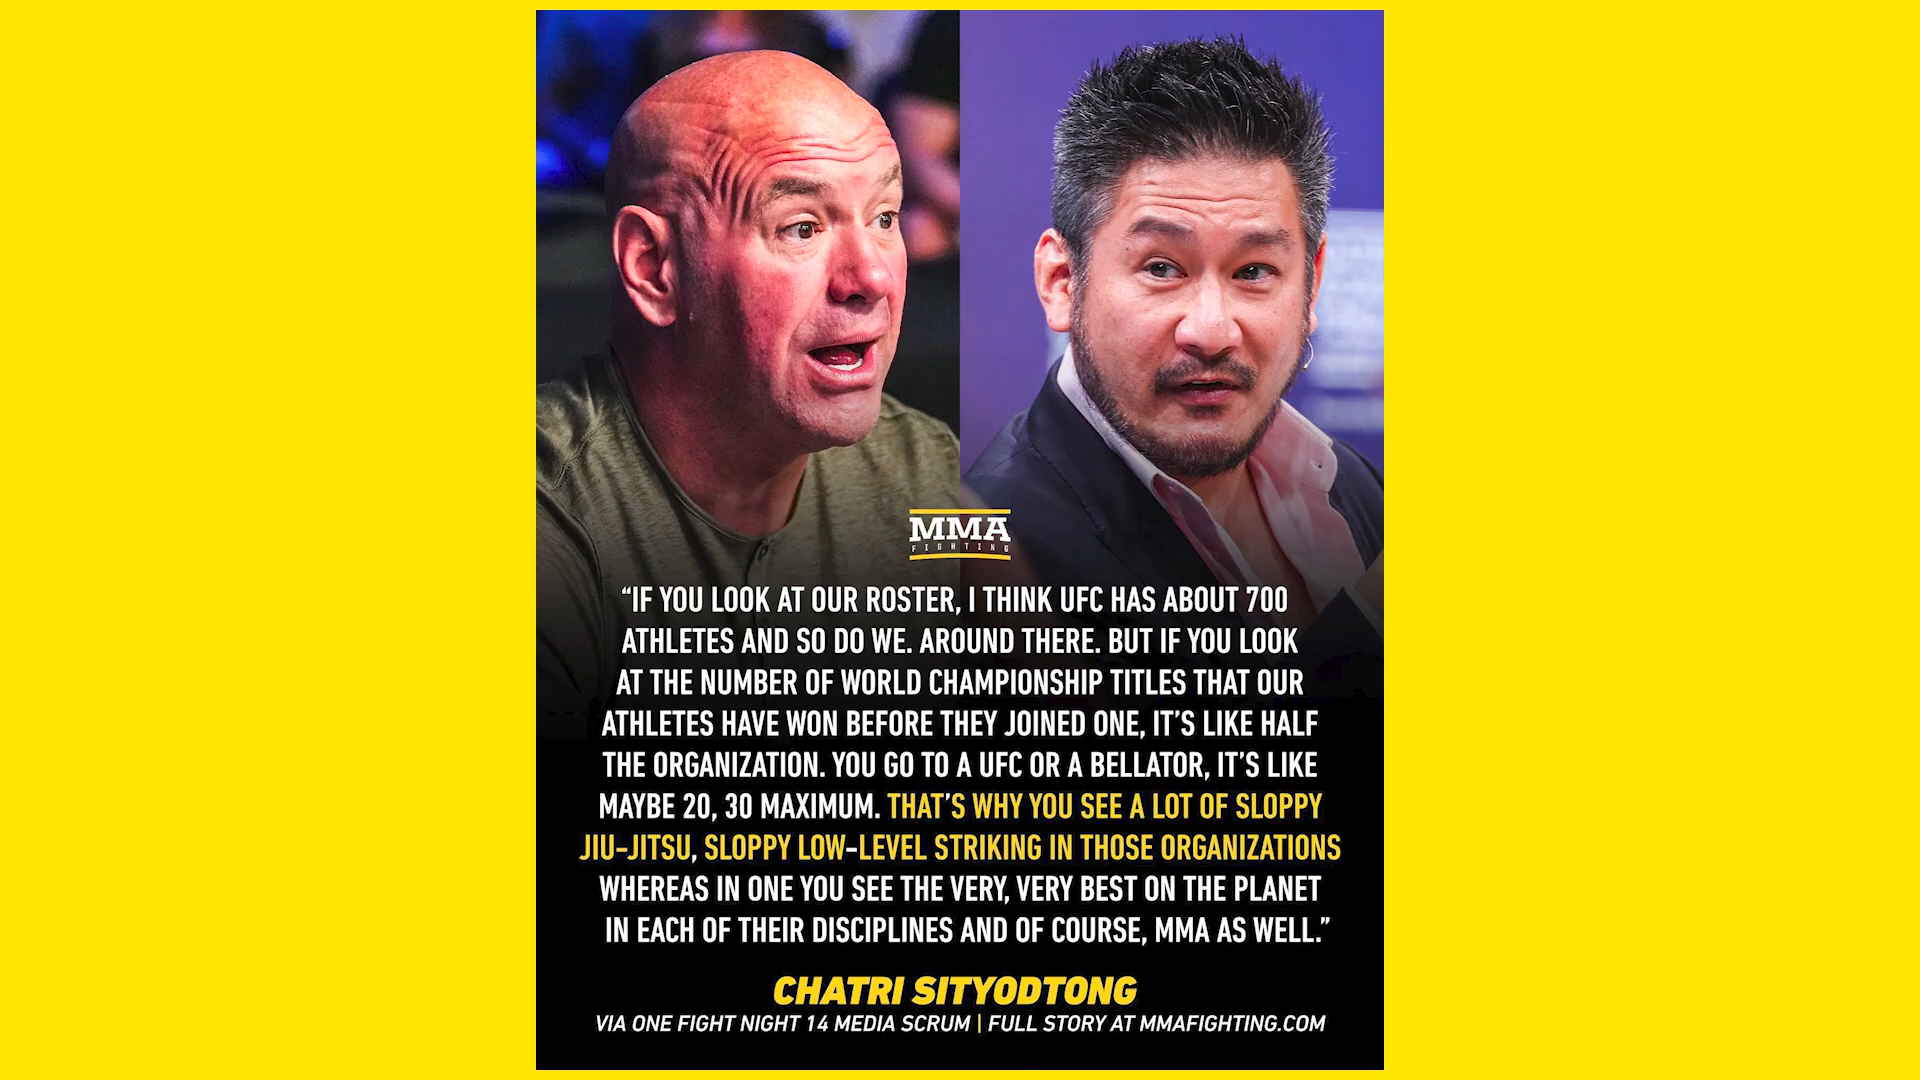 MMA
FIGHTING
“IF YOU LOOK AT OUR ROSTER, I THINK UFC HAS ABOUT 700
ATHLETES AND SO DO WE. AROUND THERE. BUT IF YOU LOOK
AT THE NUMBER OF WORLD CHAMPIONSHIP TITLES THAT OUR
ATHLETES HAVE WON BEFORE THEY JOINED ONE, IT’S LIKE HALF
THE ORGANIZATION. YOU GO TO A UFC OR A BELLATOR, IT’S LIKE
MAYBE 20, 30 MAXIMUM. THAT’S WHY YOU SEE A LOT OF SLOPPY
JIU-JITSU, SLOPPY LOW-LEVEL STRIKING IN THOSE ORGANIZATIONS
WHEREAS IN ONE YOU SEE THE VERY, VERY BEST ON THE PLANET
IN EACH OF THEIR DISCIPLINES AND OF COURSE, MMA AS WELL.”
CHATRI SITYODTONG
VIA ONE FIGHT NIGHT 14 MEDIA SCRUM | FULL STORY AT MMAFIGHTING.COM